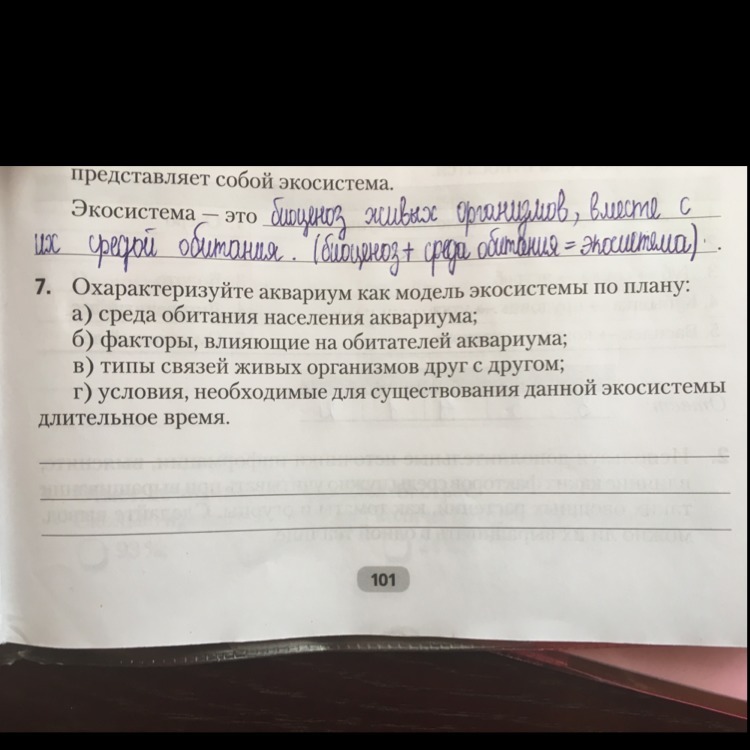 представляет собой экосистема.
Экосистема — это биоценоз живых организмов, вместе с
их средой обитания. (биоценоз + среда обитания = экосистема).
7. Охарактеризуйте аквариум как модель экосистемы по плану:
а) среда обитания населения аквариума;
б) факторы, влияющие на обитателей аквариума;
в) типы связей живых организмов друг с другом;
г) условия, необходимые для существования данной экосистемы
длительное время.
101